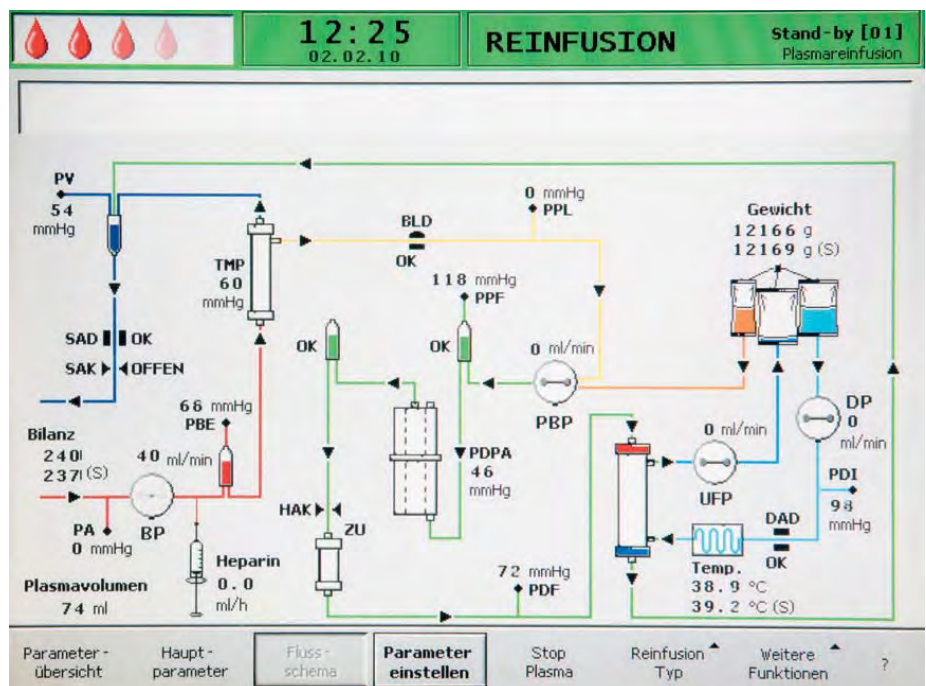 12:25
02.02.10
REINFUSION
Stand-by [01]
Plasmareinfusion
PV
54
mmHg
0 mmHg
PPL
BLD
OK
Gewicht
12166 g
12169 g (S)
TMP
60
mmHg
118 mmHg
PPF
SAD OK
SAK OFFEN
OK
OK
0 ml/min
PBP
66 mmHg
PBE
DP
0
ml/min
Bilanz
240
237 (S)
40 ml/min
BP
PDPA
46
mmHg
0 ml/min
UFP
PDI
98
mmHg
HAK
ZU
PA
0 mmHg
DAD
OK
Heparin
0.0
ml/h
72 mmHg
PDF
Temp.
38.9 °C
39.2 °C (S)
Plasmavolumen
74 ml
Parameter-
übersicht
Haupt-
parameter
Fluss-
schema
Parameter
einstellen
Stop
Plasma
Reinfusion
Typ
Weitere
Funktionen
?